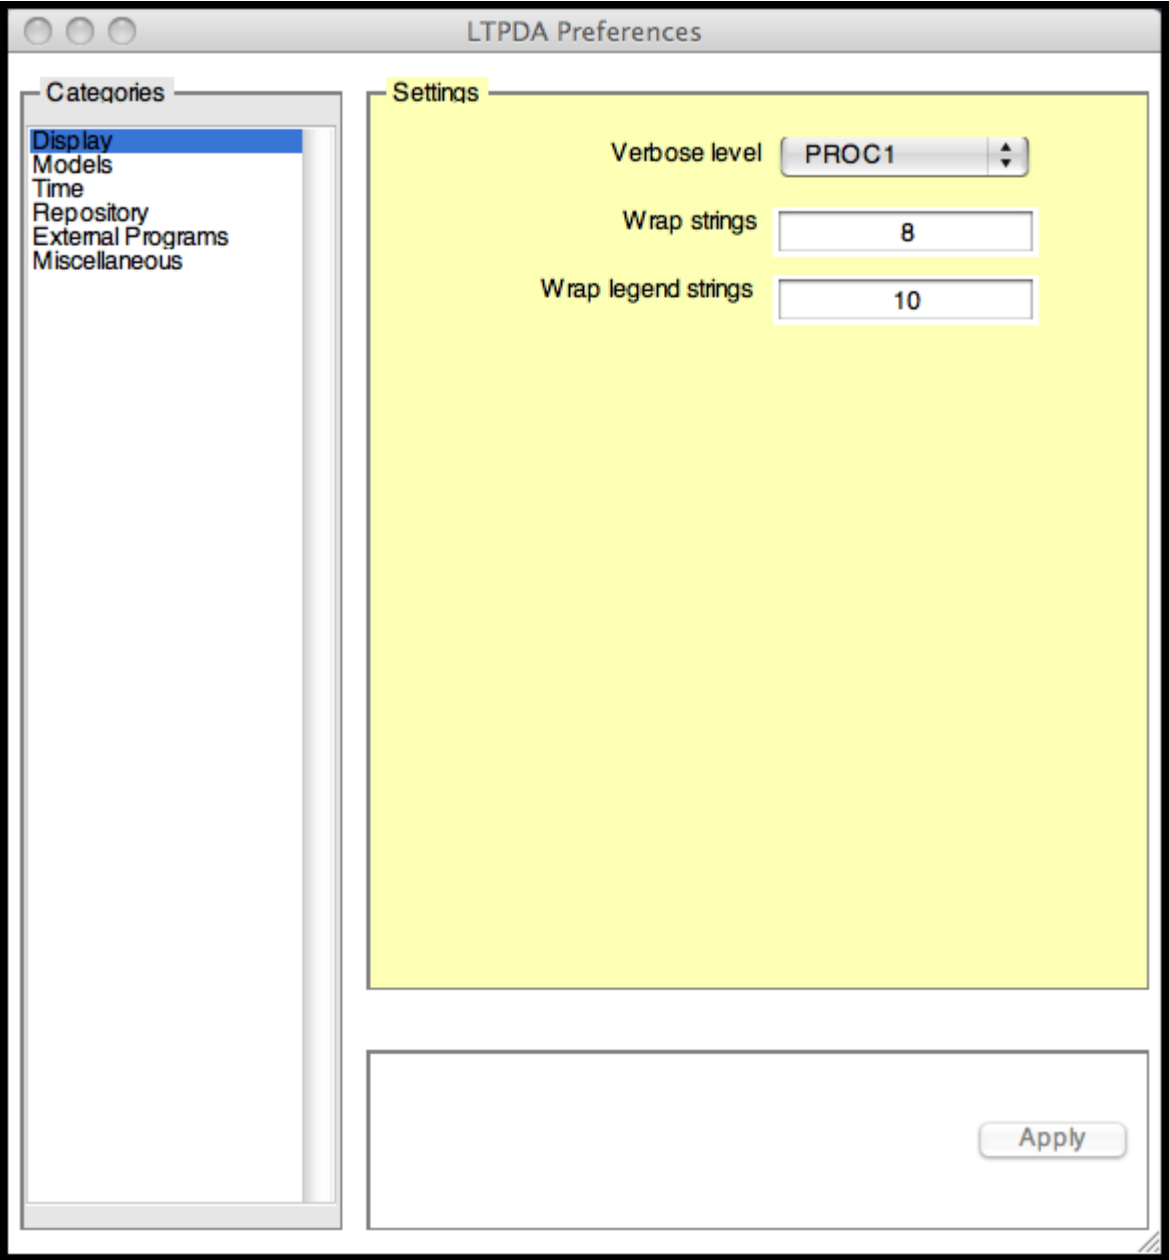 LTPDA Preferences
Categories
Display
Models
Time
Repository
External Programs
Miscellaneous
Settings
Verbose level PROC1
Wrap strings 8
Wrap legend strings 10
Apply